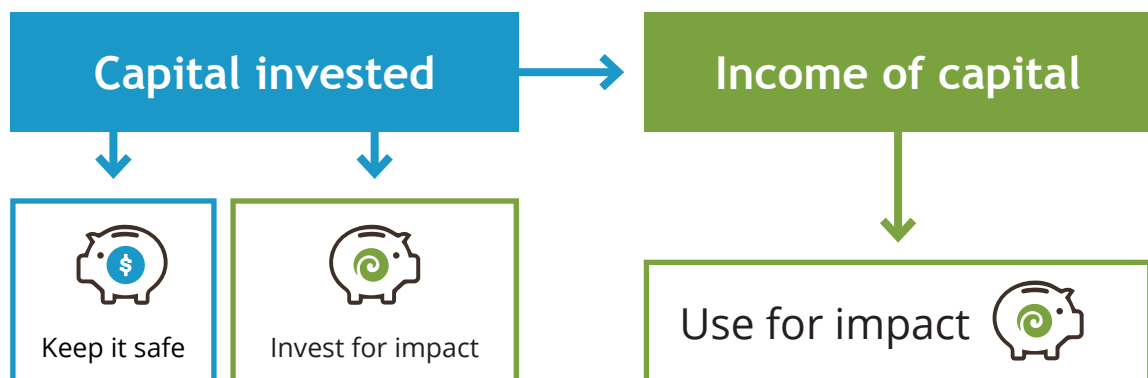 Capital invested
Income of capital
$
Keep it safe
Invest for impact
Use for impact